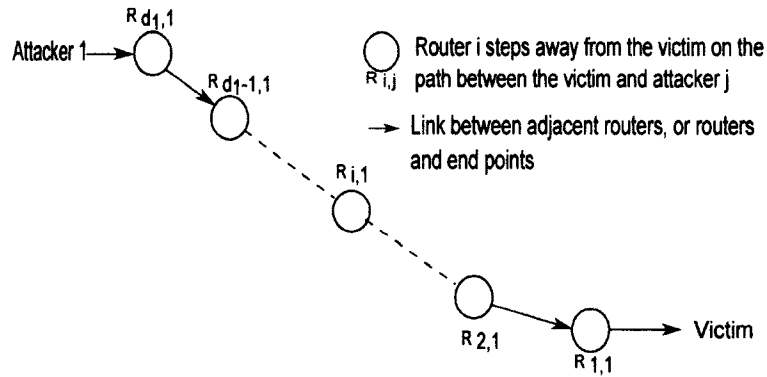 R d1,1
Attacker 1
R d1-1,1
R i,1
R 2,1
R 1,1
Victim
R i,j
Router i steps away from the victim on the
path between the victim and attacker j
Link between adjacent routers, or routers
and end points